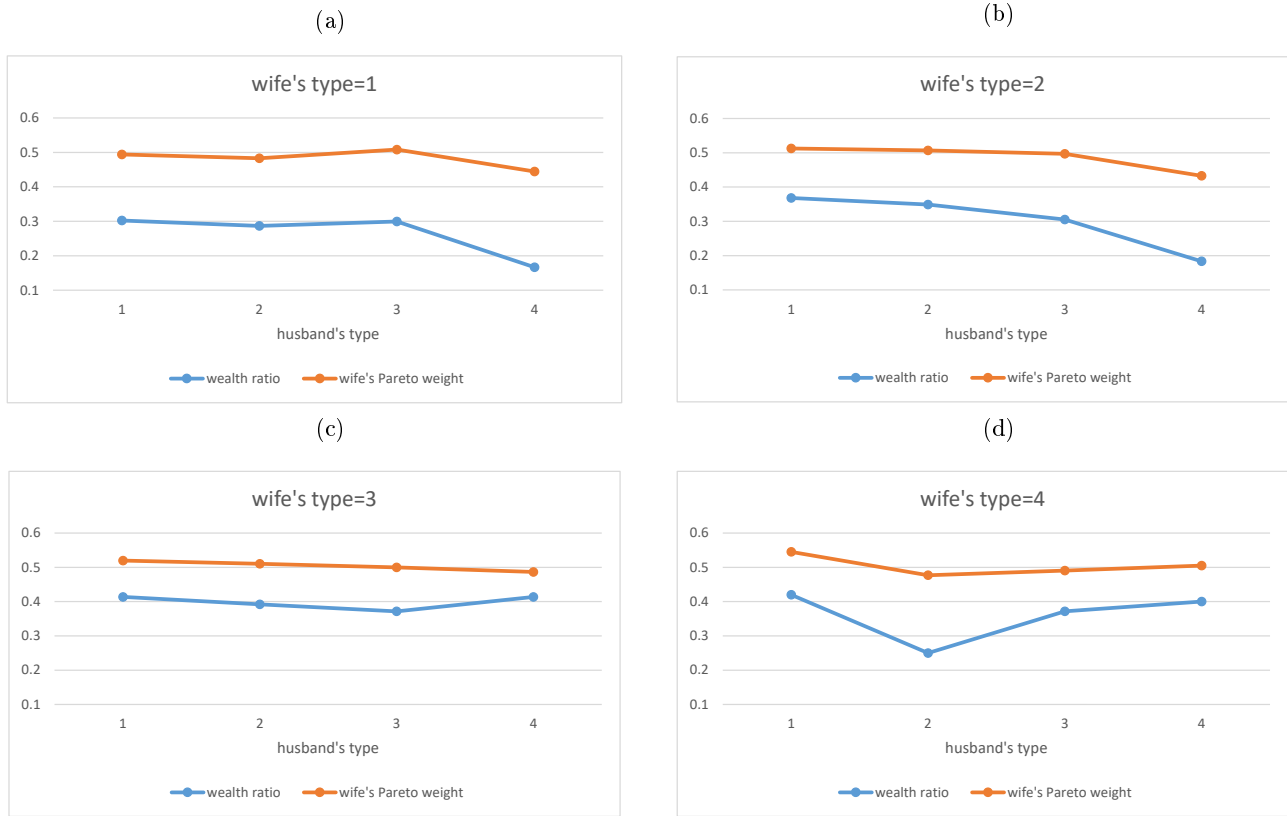 (a)
wife's type=1
0.6
0.5
0.4
0.3
0.2
0.1
1 2 3 4
husband's type
wealth ratio wife's Pareto weight
(b)
wife's type=2
0.6
0.5
0.4
0.3
0.2
0.1
1 2 3 4
husband's type
wealth ratio wife's Pareto weight
(c)
wife's type=3
0.6
0.5
0.4
0.3
0.2
0.1
1 2 3 4
husband's type
wealth ratio wife's Pareto weight
(d)
wife's type=4
0.6
0.5
0.4
0.3
0.2
0.1
1 2 3 4
husband's type
wealth ratio wife's Pareto weight